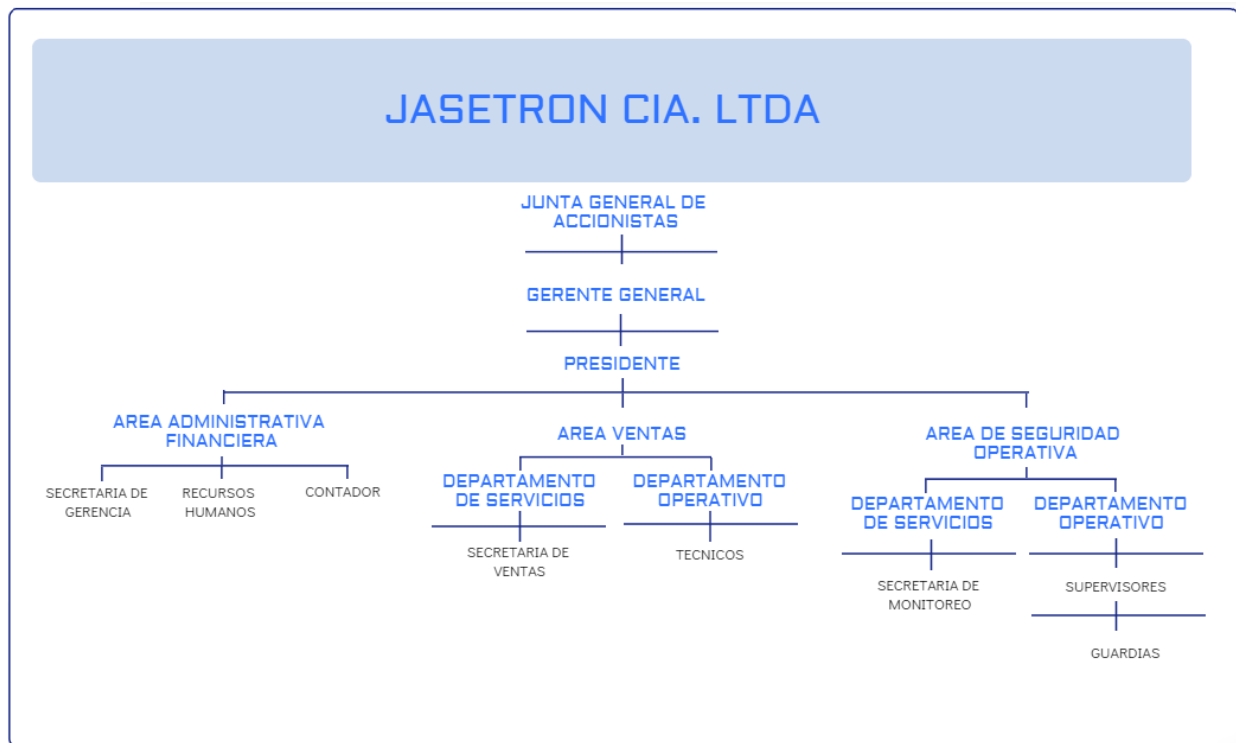 JASETRON CIA. LTDA
JUNTA GENERAL DE
ACCIONISTAS
GERENTE GENERAL
PRESIDENTE
AREA ADMINISTRATIVA
FINANCIERA
SECRETARIA DE
GERENCIA
RECURSOS
HUMANOS
CONTADOR
AREA VENTAS
DEPARTAMENTO
DE SERVICIOS
SECRETARIA DE
VENTAS
DEPARTAMENTO
OPERATIVO
TECNICOS
AREA DE SEGURIDAD
OPERATIVA
DEPARTAMENTO
DE SERVICIOS
SECRETARIA DE
MONITOREO
DEPARTAMENTO
OPERATIVO
SUPERVISORES
GUARDIAS